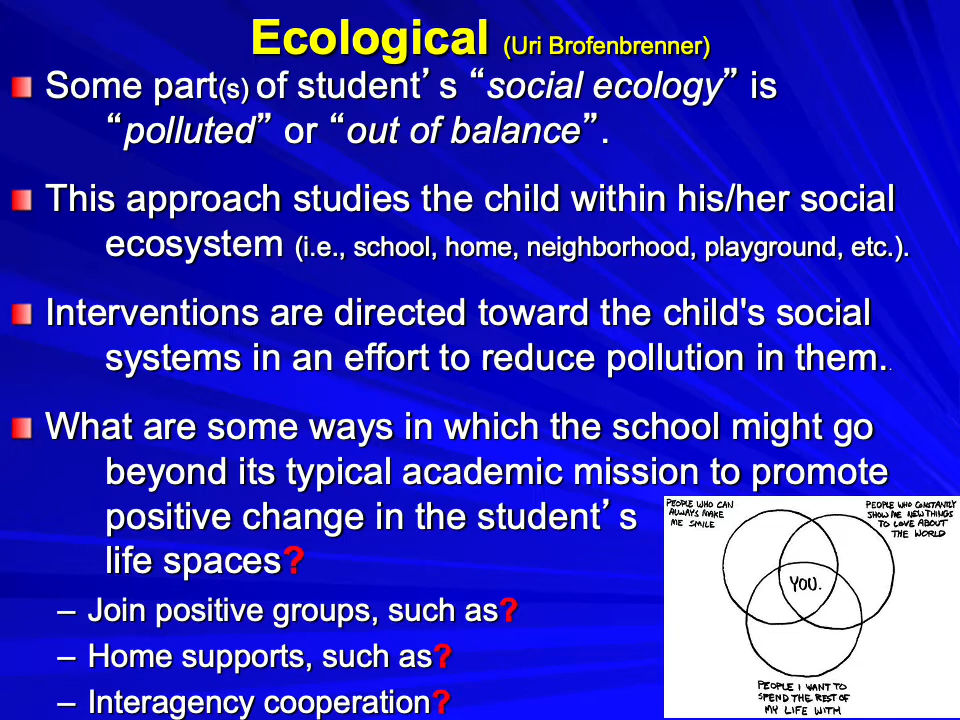 Ecological (Uri Brofenbrenner)
Some part(s) of student’s “social ecology” is
“polluted” or “out of balance”.
This approach studies the child within his/her social
ecosystem (i.e., school, home, neighborhood, playground, etc.).
Interventions are directed toward the child's social
systems in an effort to reduce pollution in them..
What are some ways in which the school might go
beyond its typical academic mission to promote
positive change in the student’s
life spaces?
– Join positive groups, such as?
– Home supports, such as?
– Interagency cooperation?
PEOPLE WHO CAN
ALWAYS MAKE
ME SMILE
PEOPLE WHO CONSTANTLY
SHOW ME NEW THINGS
TO LOVE ABOUT
THE WORLD
YOU.
PEOPLE I WANT TO
SPEND THE REST OF
MY LIFE WITH